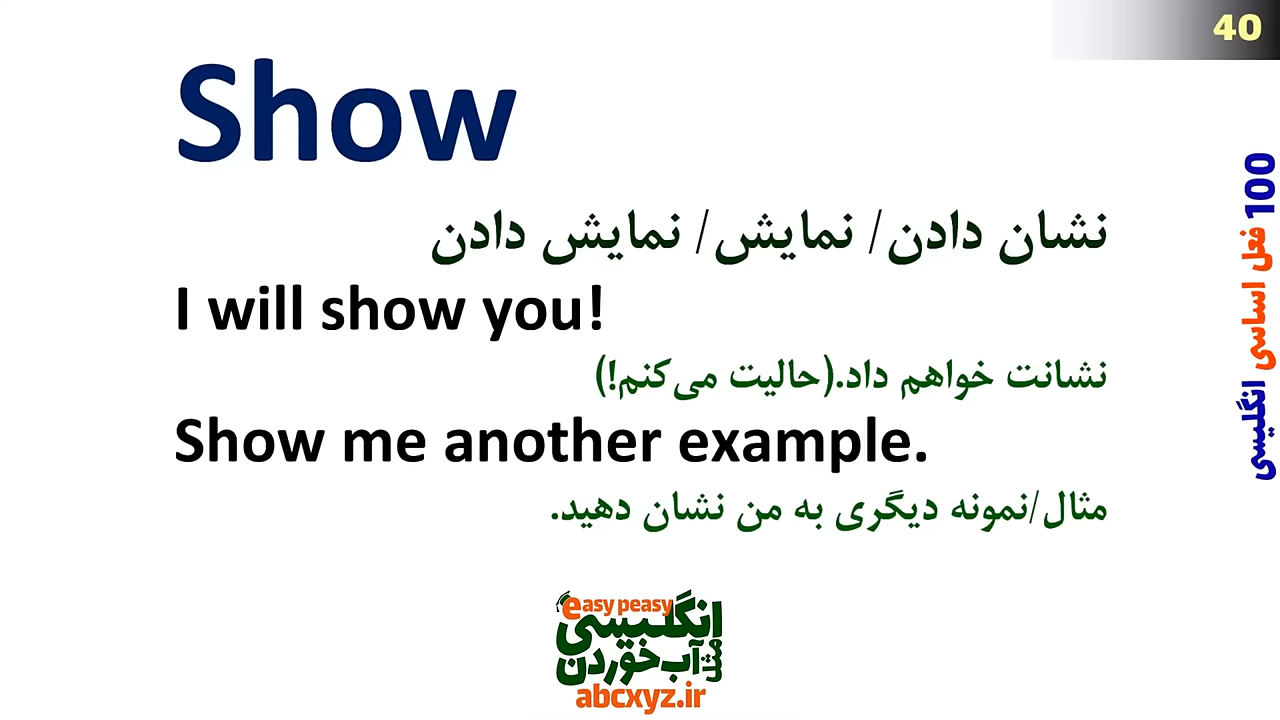 40
Show
نشان دادن/ نمایش/ نمایش دادن
I will show you!
نشانت خواهم داد.(حالیت می‌کنم!)
Show me another example.
مثال/نمونه دیگری به من نشان دهید.
100 فعل اساسی انگلیسی
easy peasy
انگلیسی
مثل آب خوردن
abcxyz.ir